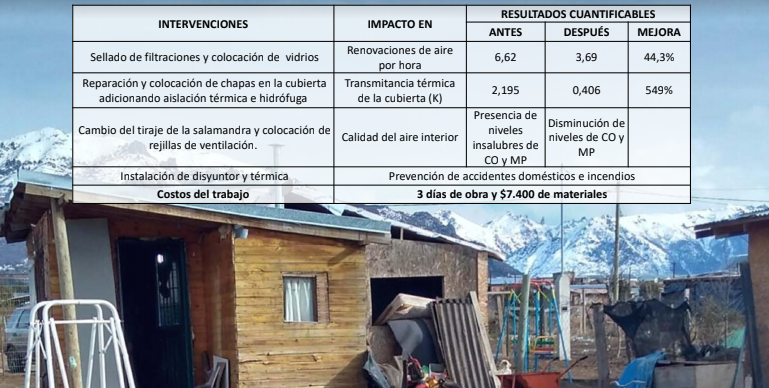 INTERVENCIONES
IMPACTO EN
RESULTADOS CUANTIFICABLES
ANTES
DESPUÉS
MEJORA
Sellado de filtraciones y colocación de vidrios
Renovaciones de aire
por hora
6,62
3,69
44,3%
Reparación y colocación de chapas en la cubierta
adicionando aislación térmica e hidrófuga
Transmitancia térmica
de la cubierta (K)
2,195
0,406
549%
Cambio del tiraje de la salamandra y colocación de
rejillas de ventilación.
Calidad del aire interior
Presencia de
niveles
insalubres de
CO y MP
Disminución de
niveles de CO y
MP
Instalación de disyuntor y térmica
Prevención de accidentes domésticos e incendios
Costos del trabajo
3 días de obra y $7.400 de materiales